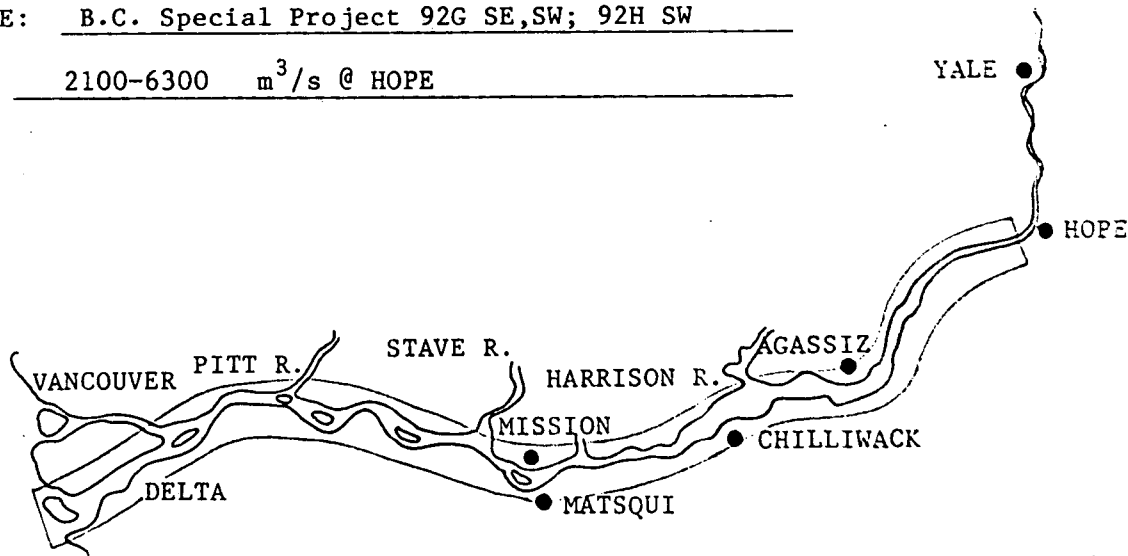 E: B.C. Special Project 92G SE,SW; 92H SW
2100-6300 m³/s @ HOPE
YALE
HOPE
AGASSIZ
STAVE R.
PITT R.
HARRISON R.
VANCOUVER
MISSION
CHILLIWACK
DELTA
MATSQUI